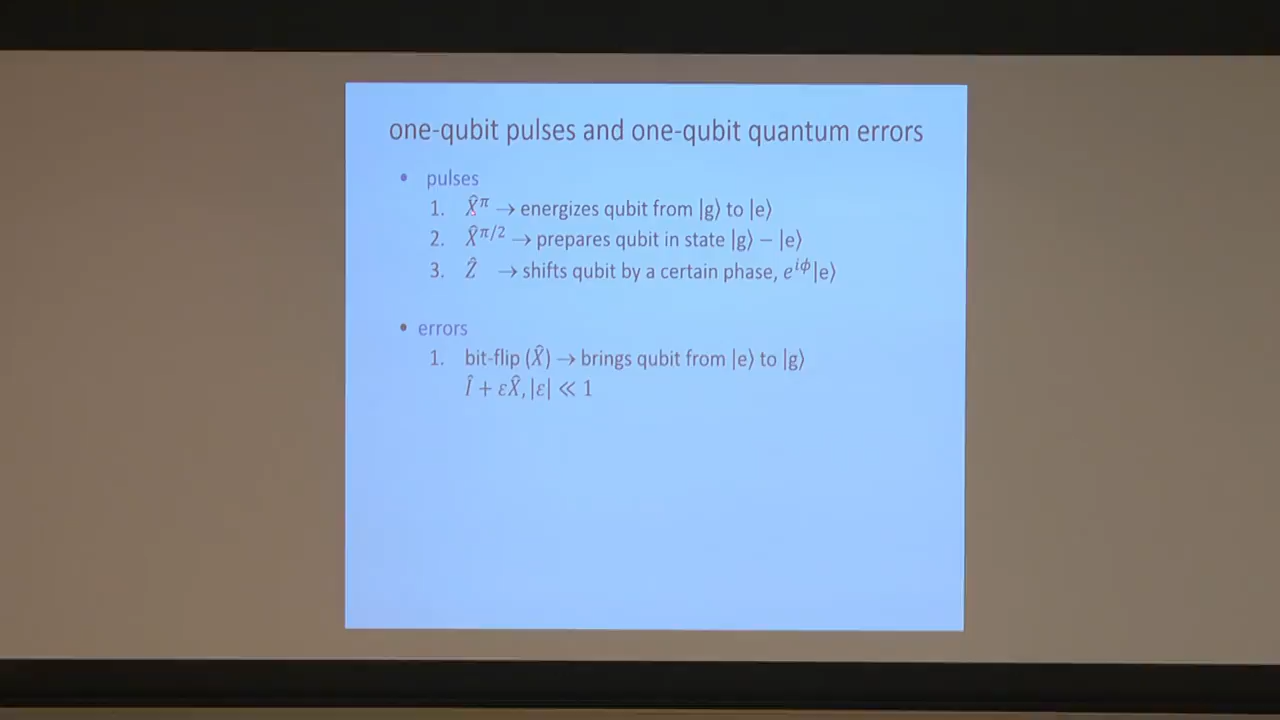 one-qubit pulses and one-qubit quantum errors
• pulses
1. X̂^π → energizes qubit from |g⟩ to |e⟩
2. X̂^π/2 → prepares qubit in state |g⟩ − |e⟩
3. Ẑ → shifts qubit by a certain phase, e^iϕ|e⟩
• errors
1. bit-flip (X̂) → brings qubit from |e⟩ to |g⟩
Î + εX̂, |ε| ≪ 1